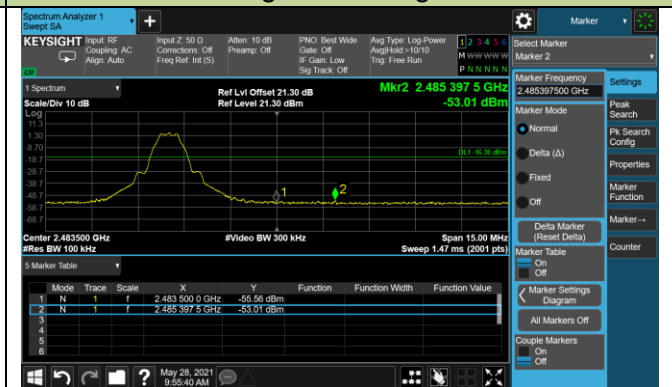 Spectrum Analyzer 1
Swept SA
+
Marker
KEYSIGHT
Input: RF
Coupling: AC
Align: Auto
Input Z: 50 Ω
Corrections: Off
Freq Ref: Int (S)
Atten: 10 dB
Preamp: Off
PNO: Best Wide
Gate: Off
IF Gain: Low
Sig Track: Off
Avg Type: Log-Power
Avg|Hold:>10/10
Trig: Free Run
1 2 3 4 5 6
M W W W W W
P N N N N N
Select Marker
Marker 2
1 Spectrum
Scale/Div 10 dB
Log
Ref Lvl Offset 21.30 dB
Ref Level 21.30 dBm
Mkr2 2.485 397 5 GHz
-53.01 dBm
11.3
1.30
-8.70
-18.7
-28.7
-38.7
-48.7
-58.7
-68.7
DL1 -16.38 dBm
1
2
Center 2.483500 GHz
#Res BW 100 kHz
#Video BW 300 kHz
Span 15.00 MHz
Sweep 1.47 ms (2001 pts)
5 Marker Table
Mode Trace Scale X Y Function Function Width Function Value
1 N 1 f 2.483 500 0 GHz -55.56 dBm
2 N 1 f 2.485 397 5 GHz -53.01 dBm
3
4
5
6
Marker Frequency
2.485397500 GHz
Marker Mode
Normal
Delta (Δ)
Fixed
Off
Delta Marker
(Reset Delta)
Marker Table
On
Off
Marker Settings
Diagram
All Markers Off
Couple Markers
On
Off
Settings
Peak
Search
Pk Search
Config
Properties
Marker
Function
Marker→
Counter
?
May 28, 2021
9:55:40 AM